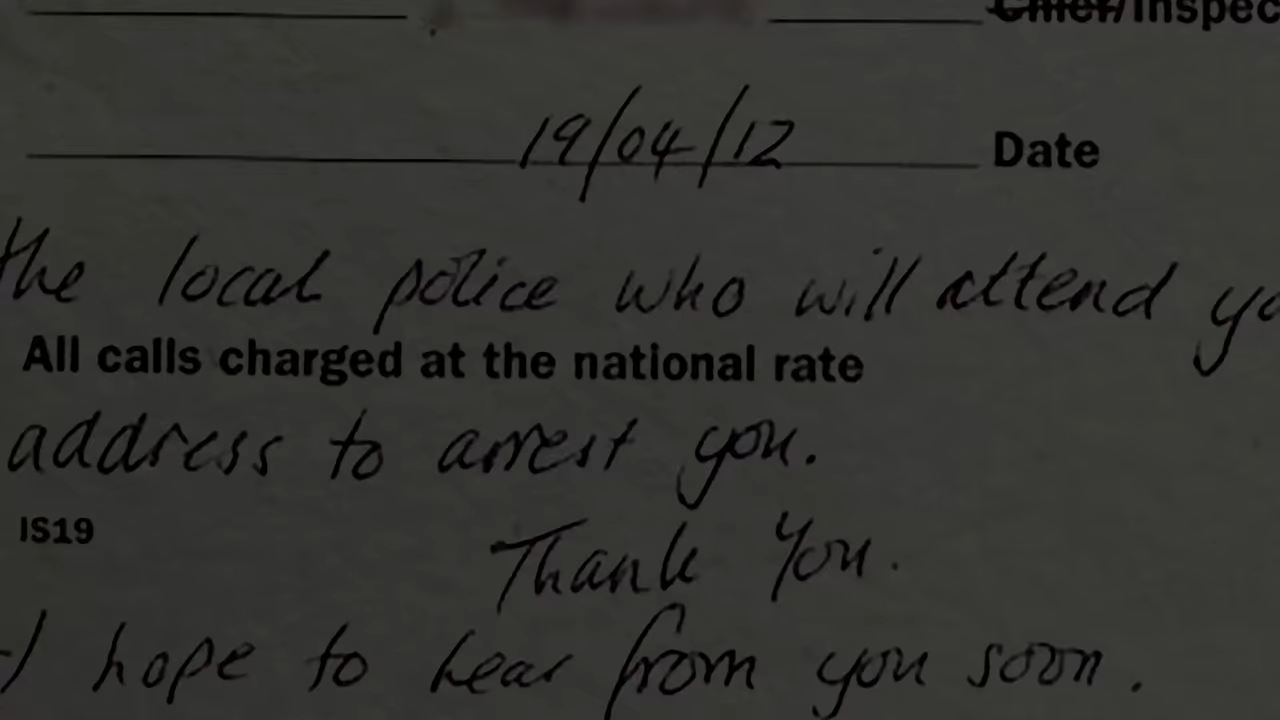 Chief/Inspec
19/04/12 Date
the local police who will attend yo
All calls charged at the national rate
address to arrest you.
IS19
Thank You.
I hope to hear from you soon.